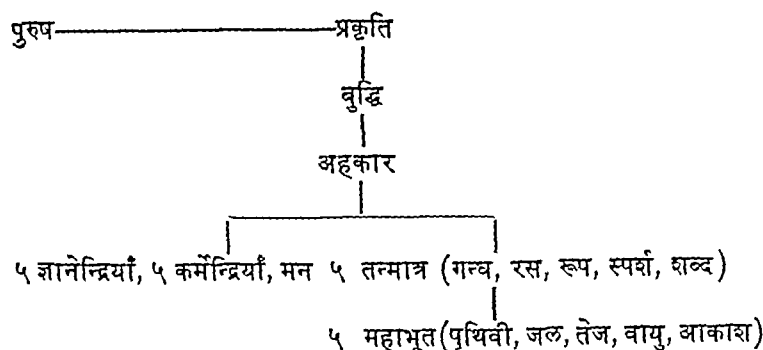 पुरुष प्रकृति
वुद्धि
अहकार
५ ज्ञानेन्द्रियाँ, ५ कर्मेन्द्रियाँ, मन ५ तन्मात्र (गन्ध, रस, रूप, स्पर्श, शब्द)
५ महाभूत (पृथिवी, जल, तेज, वायु, आकाश)